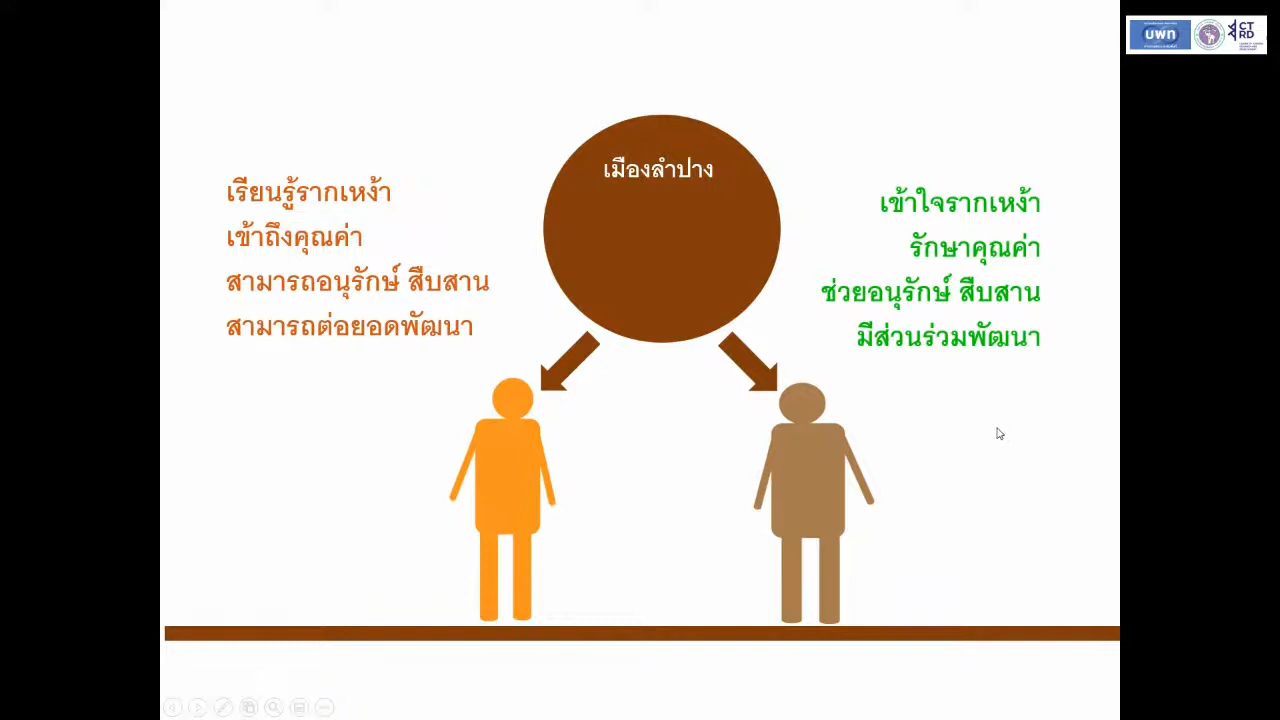 บพท
CT
RD
เมืองลำปาง
เรียนรู้รากเหง้า
เข้าถึงคุณค่า
สามารถอนุรักษ์ สืบสาน
สามารถต่อยอดพัฒนา
เข้าใจรากเหง้า
รักษาคุณค่า
ช่วยอนุรักษ์ สืบสาน
มีส่วนร่วมพัฒนา